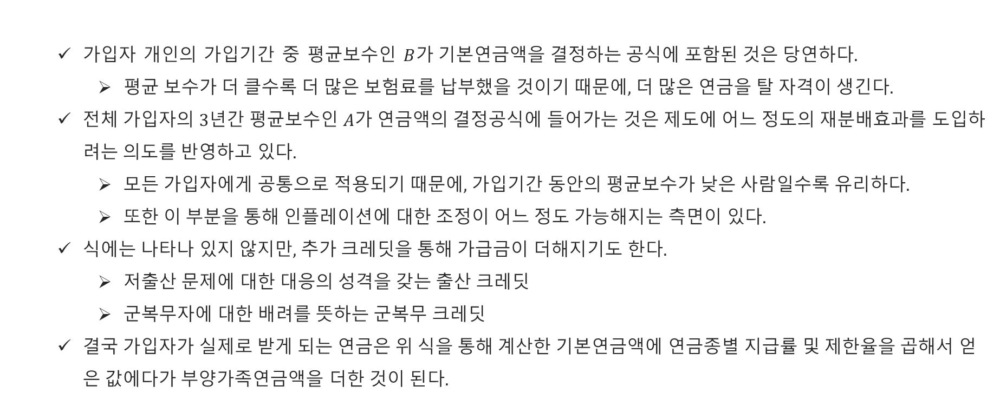 ✓ 가입자 개인의 가입기간 중 평균보수인 B가 기본연금액을 결정하는 공식에 포함된 것은 당연하다.
➢ 평균 보수가 더 클수록 더 많은 보험료를 납부했을 것이기 때문에, 더 많은 연금을 탈 자격이 생긴다.
✓ 전체 가입자의 3년간 평균보수인 A가 연금액의 결정공식에 들어가는 것은 제도에 어느 정도의 재분배효과를 도입하
려는 의도를 반영하고 있다.
➢ 모든 가입자에게 공통으로 적용되기 때문에, 가입기간 동안의 평균보수가 낮은 사람일수록 유리하다.
➢ 또한 이 부분을 통해 인플레이션에 대한 조정이 어느 정도 가능해지는 측면이 있다.
✓ 식에는 나타나 있지 않지만, 추가 크레딧을 통해 가급금이 더해지기도 한다.
➢ 저출산 문제에 대한 대응의 성격을 갖는 출산 크레딧
➢ 군복무자에 대한 배려를 뜻하는 군복무 크레딧
✓ 결국 가입자가 실제로 받게 되는 연금은 위 식을 통해 계산한 기본연금액에 연금종별 지급률 및 제한율을 곱해서 얻
은 값에다가 부양가족연금액을 더한 것이 된다.